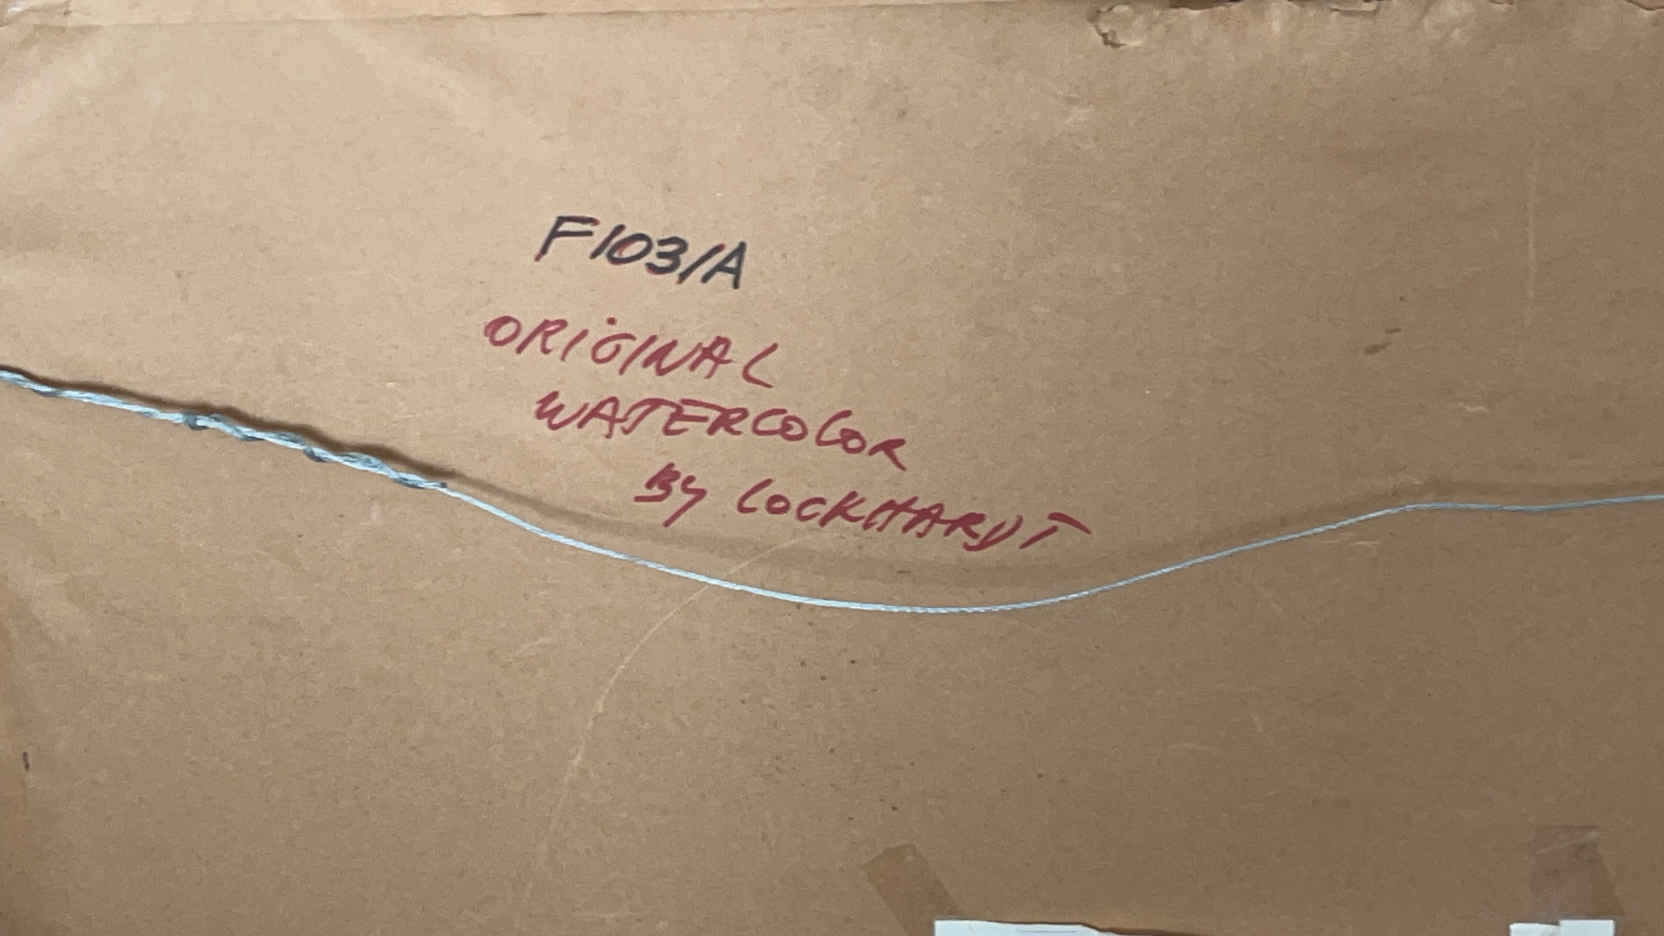 F103/A
ORIGINAL
WATERCOLOR
By LOCKHARDT